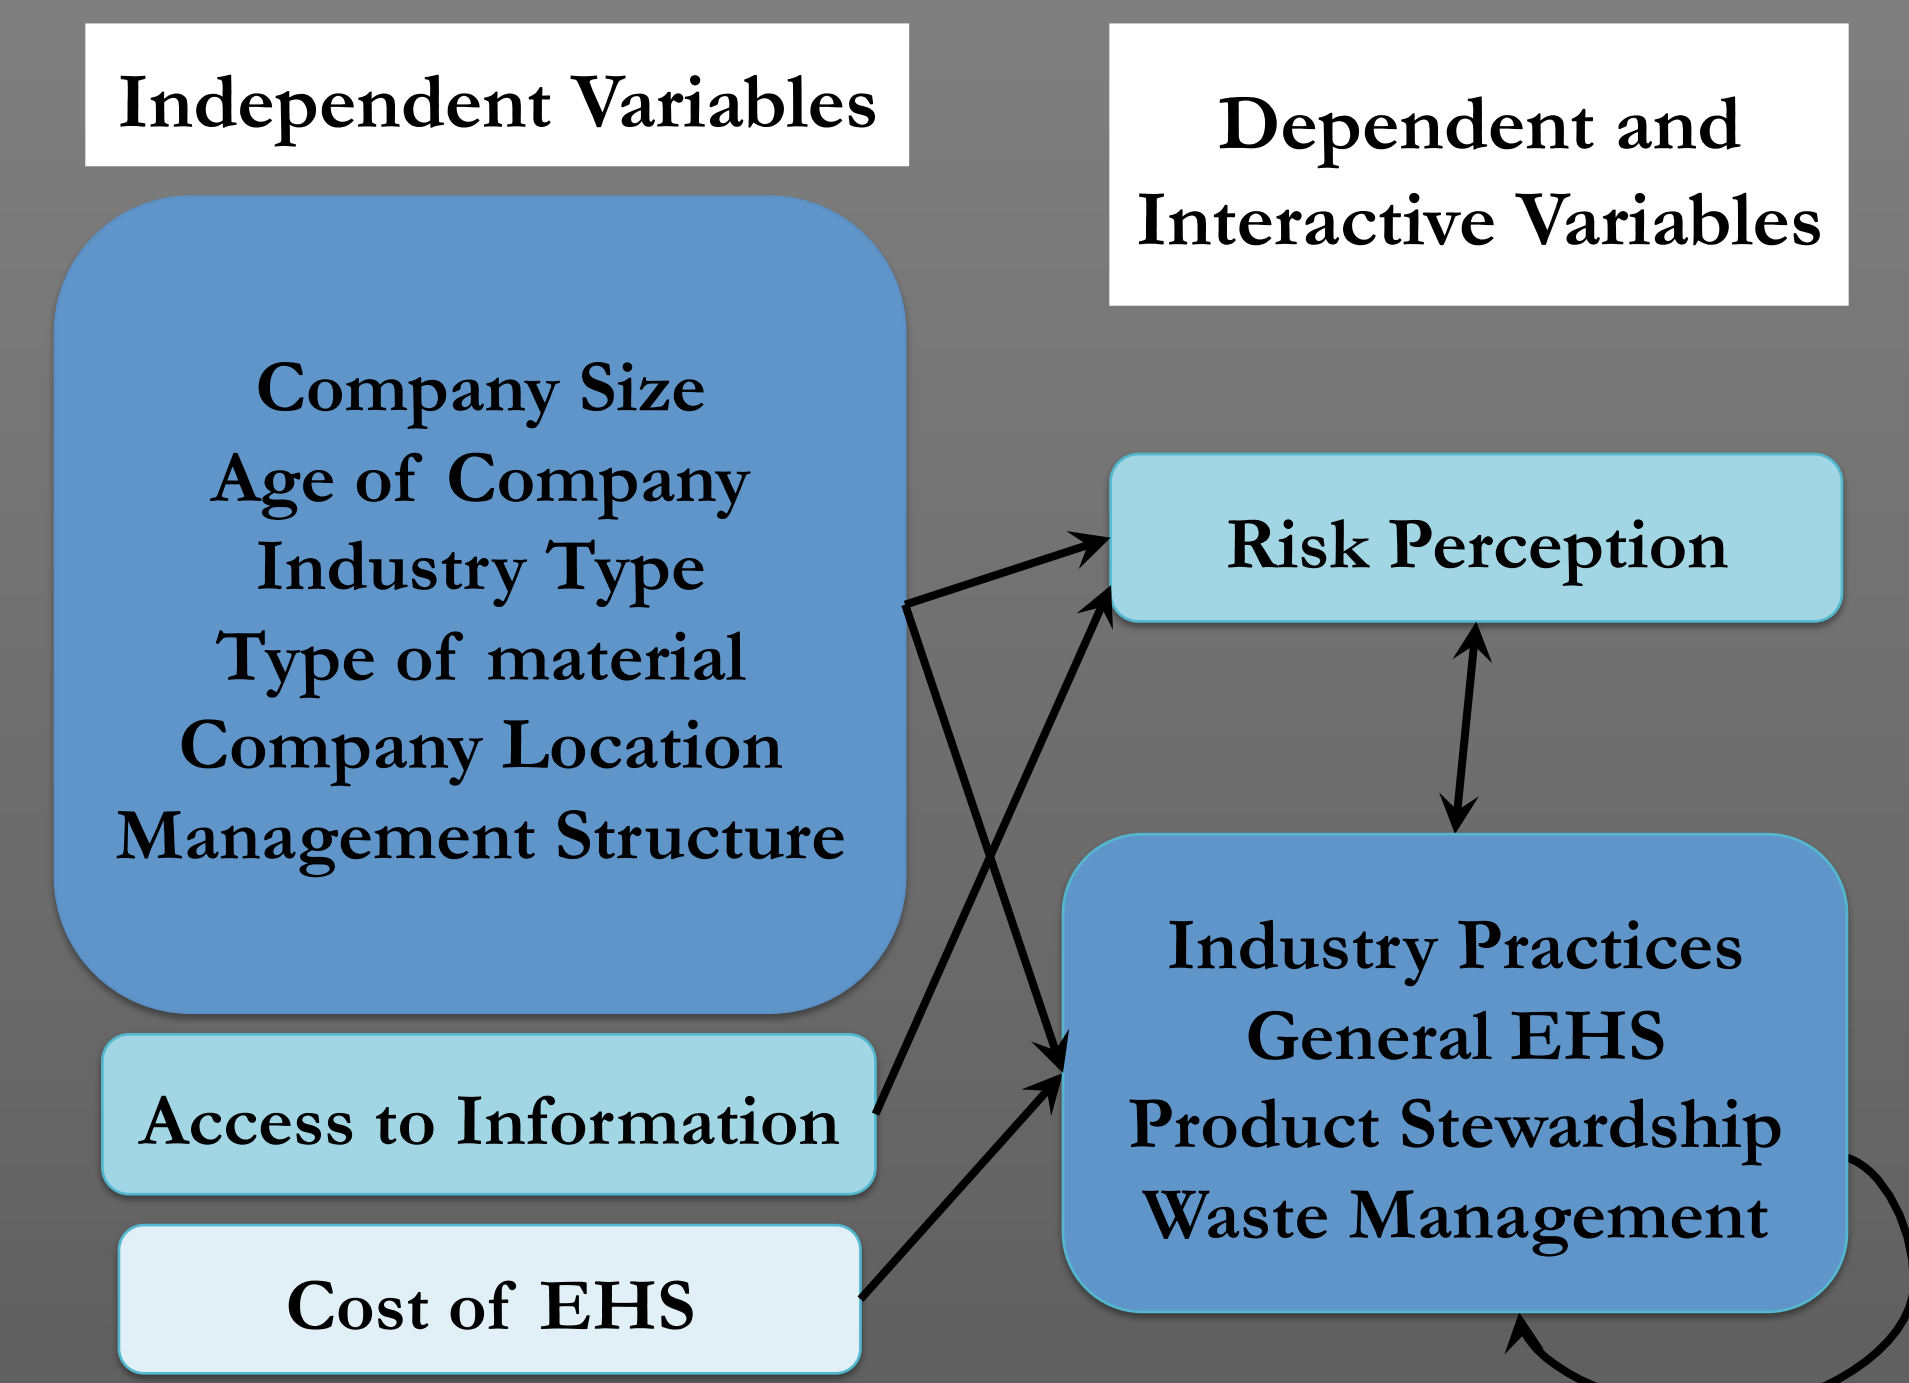 Independent Variables
Dependent and
Interactive Variables
Company Size
Age of Company
Industry Type
Type of material
Company Location
Management Structure
Access to Information
Cost of EHS
Risk Perception
Industry Practices
General EHS
Product Stewardship
Waste Management